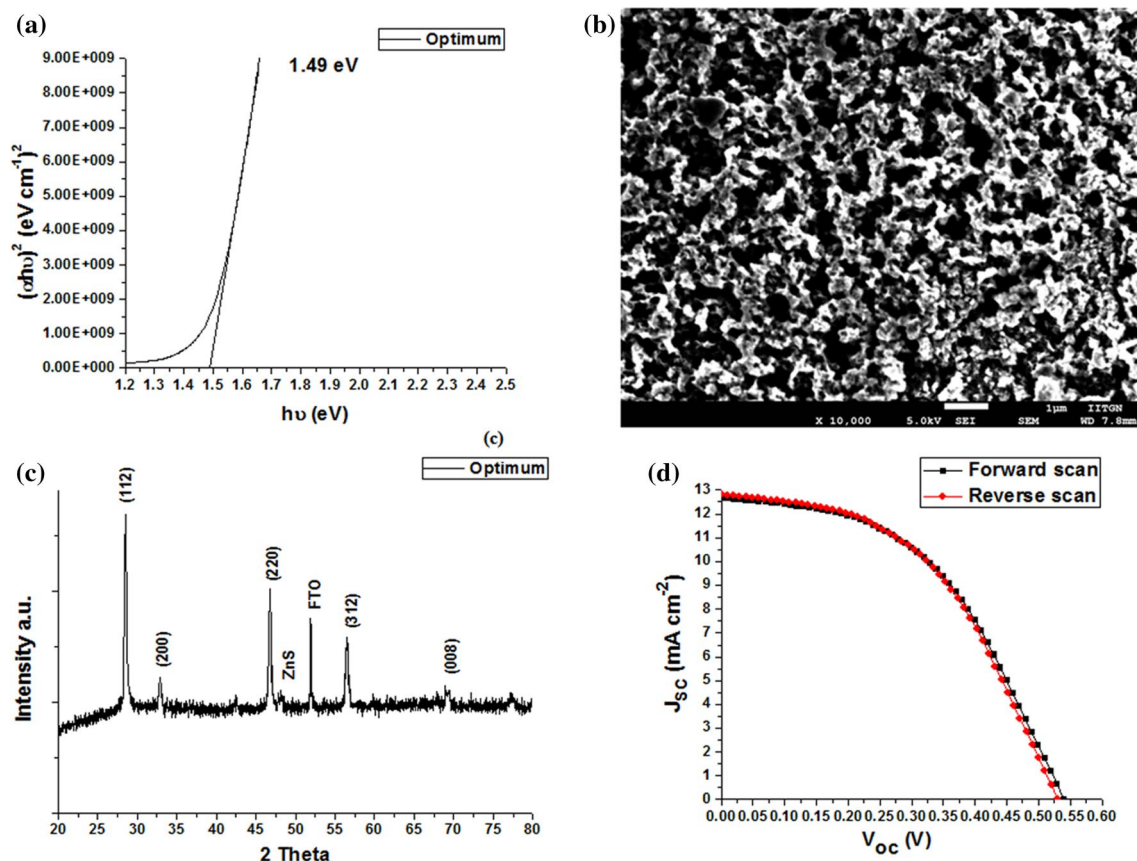 (a)
Optimum
1.49 eV
9.00E+009
8.00E+009
7.00E+009
6.00E+009
5.00E+009
4.00E+009
3.00E+009
2.00E+009
1.00E+009
0.00E+000
(αhυ)² (eV cm⁻¹)²
1.2 1.3 1.4 1.5 1.6 1.7 1.8 1.9 2.0 2.1 2.2 2.3 2.4 2.5
hυ (eV)
(c)
(b)
1μm IITGN
X 10,000 5.0kV SEI SEM WD 7.8mm
(c)
Optimum
(112)
(200)
(220)
ZnS
FTO
(312)
(008)
Intensity a.u.
20 25 30 35 40 45 50 55 60 65 70 75 80
2 Theta
(d)
Forward scan
Reverse scan
13
12
11
10
9
8
7
6
5
4
3
2
1
0
J_SC (mA cm⁻²)
0.00 0.05 0.10 0.15 0.20 0.25 0.30 0.35 0.40 0.45 0.50 0.55 0.60
V_OC (V)